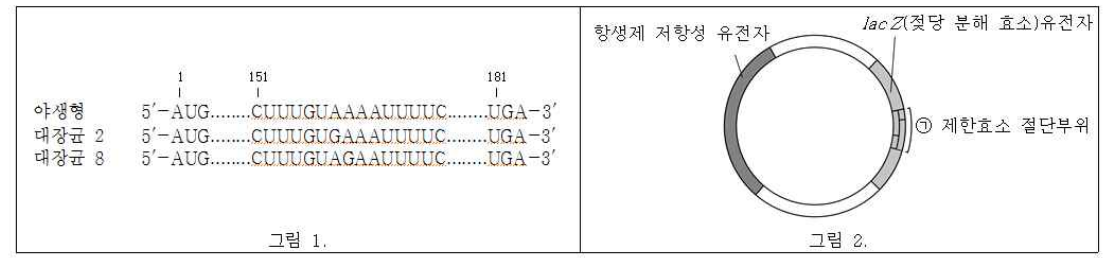 1 151 181
야생형 5′-AUG........CUUUGUAAAAUUUUC........UGA-3′
대장균 2 5′-AUG........CUUUGUGAAAUUUUC........UGA-3′
대장균 8 5′-AUG........CUUUGUAGAAUUUUC........UGA-3′
그림 1.
lac Z(젖당 분해 효소)유전자
항생제 저항성 유전자
㉠ 제한효소 절단부위
그림 2.